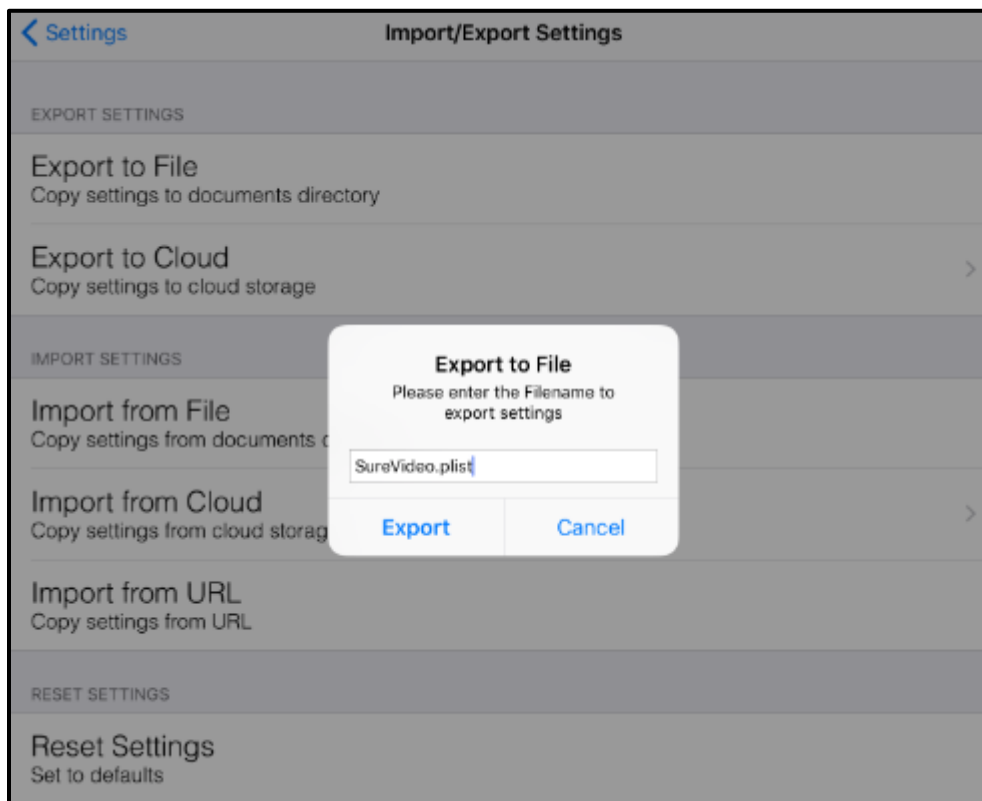 Settings
Import/Export Settings
EXPORT SETTINGS
Export to File
Copy settings to documents directory
Export to Cloud
Copy settings to cloud storage
IMPORT SETTINGS
Import from File
Copy settings from documents
Import from Cloud
Copy settings from cloud storag
Import from URL
Copy settings from URL
RESET SETTINGS
Reset Settings
Set to defaults
Export to File
Please enter the Filename to
export settings
SureVideo.plist
Export
Cancel